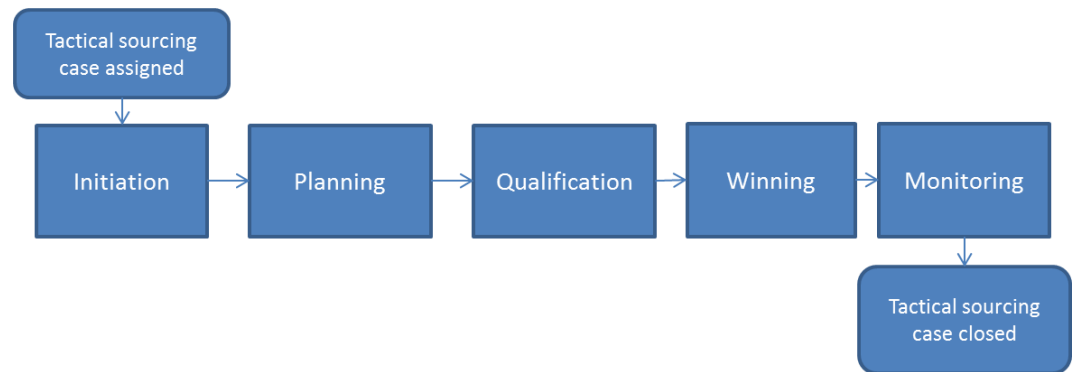 Tactical sourcing
case assigned
Initiation
Planning
Qualification
Winning
Monitoring
Tactical sourcing
case closed